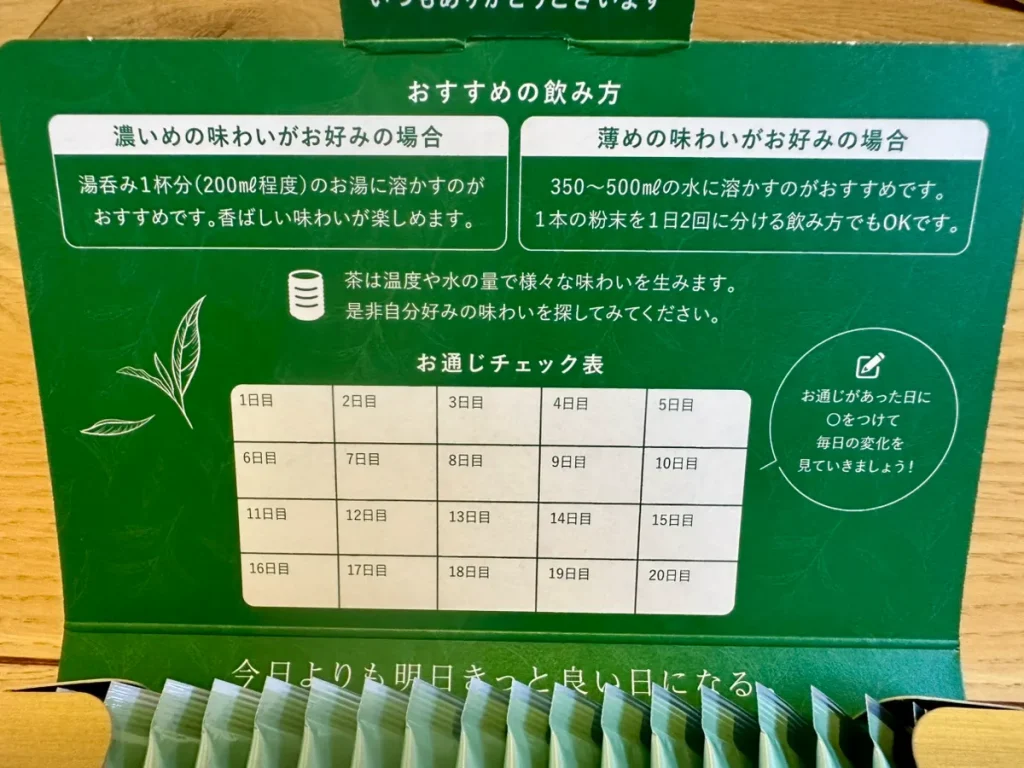 いつもありがとうございます
おすすめの飲み方
濃いめの味わいがお好みの場合
湯呑み1杯分(200㎖程度)のお湯に溶かすのが
おすすめです。香ばしい味わいが楽しめます。
薄めの味わいがお好みの場合
350〜500㎖の水に溶かすのがおすすめです。
1本の粉末を1日2回に分ける飲み方でもOKです。
茶は温度や水の量で様々な味わいを生みます。
是非自分好みの味わいを探してみてください。
お通じチェック表
1日目 2日目 3日目 4日目 5日目
6日目 7日目 8日目 9日目 10日目
11日目 12日目 13日目 14日目 15日目
16日目 17日目 18日目 19日目 20日目
お通じがあった日に
〇をつけて
毎日の変化を
見ていきましょう!
今日よりも明日きっと良い日になる。